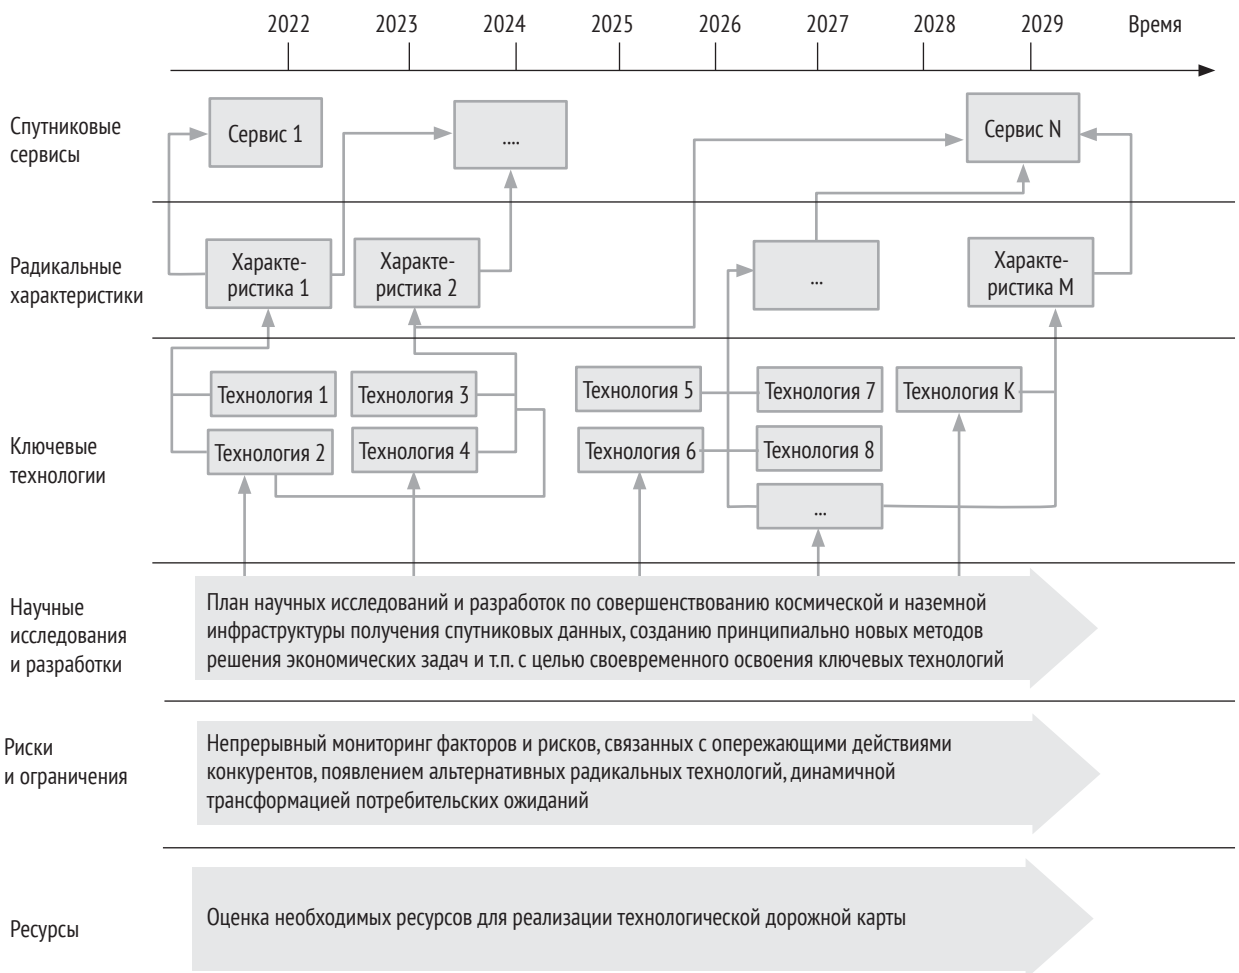 2022 2023 2024 2025 2026 2027 2028 2029 Время
Спутниковые
сервисы
Сервис 1
....
Сервис N
Радикальные
характеристики
Характе-
ристика 1
Характе-
ристика 2
...
Характе-
ристика M
Ключевые
технологии
Технология 1
Технология 3
Технология 5
Технология 7
Технология K
Технология 2
Технология 4
Технология 6
Технология 8
...
Научные
исследования
и разработки
План научных исследований и разработок по совершенствованию космической и наземной
инфраструктуры получения спутниковых данных, созданию принципиально новых методов
решения экономических задач и т.п. с целью своевременного освоения ключевых технологий
Риски
и ограничения
Непрерывный мониторинг факторов и рисков, связанных с опережающими действиями
конкурентов, появлением альтернативных радикальных технологий, динамичной
трансформацией потребительских ожиданий
Ресурсы
Оценка необходимых ресурсов для реализации технологической дорожной карты